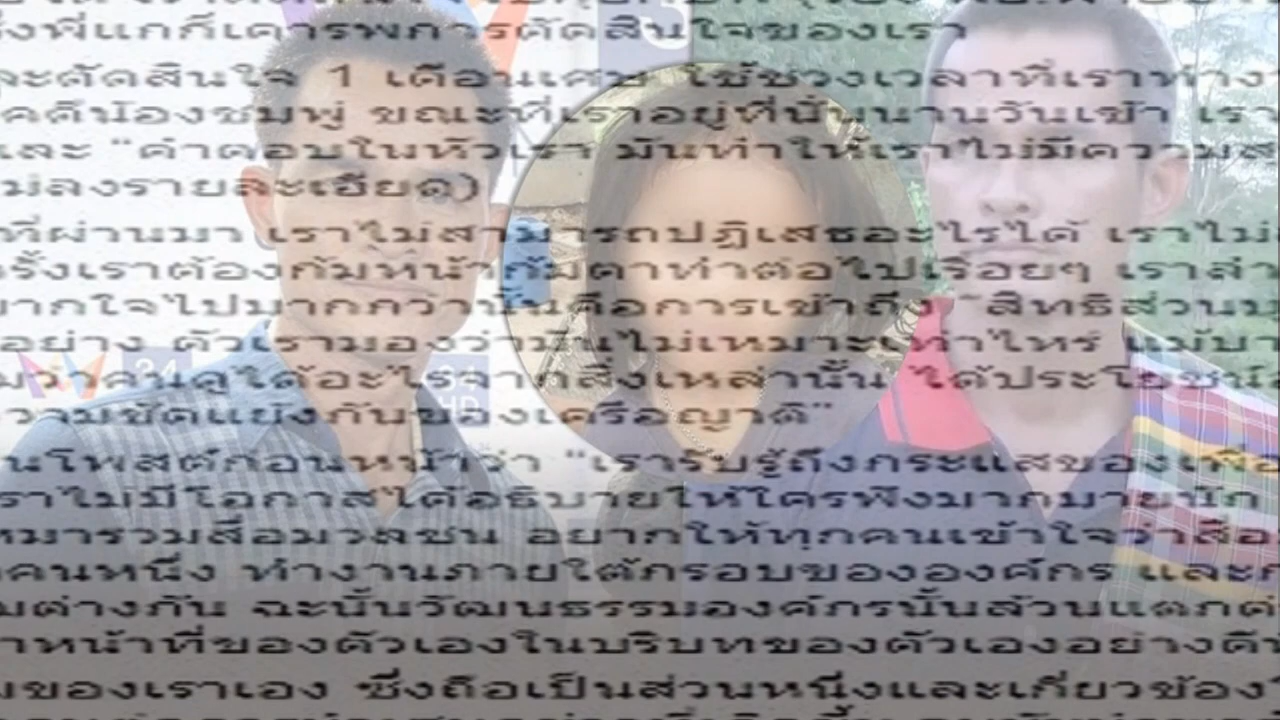 ซึ่งพี่แกก็เคารพการตัดสินใจของเรา
และตัดสินใจ 1 เดือนเศษ ใช้ช่วงเวลาที่เราทำงา
คดีน้องชมพู่ ขณะที่เราอยู่ที่นั่นนานวันเข้า เรา
และ "คำตอบในหัวเรา มันทำให้เราไม่มีความส
ม่ลงรายละเอียด)
ที่ผ่านมา เราไม่สามารถปฏิเสธอะไรได้ เราไม่
ครั้งเราต้องก้มหน้าก้มตาทำต่อไปเรื่อยๆ เราลำ
บากใจไปมากกว่านั้นคือการเข้าถึง "สิทธิส่วนบุ
อย่าง ตัวเรามองว่ามันไม่เหมาะเท่าไหร่ แม้บา
มว่าคนดูได้อะไรจากสิ่งเหล่านั้น ได้ประโยชน์
ความขัดแย้งกันของเครือญาติ"
นโพสต์ก่อนหน้าว่า "เรารับรู้ถึงกระแสของเพื่อ
ราไม่มีโอกาสได้อธิบายให้ใครฟังมากมายนัก
หมารวมสื่อมวลชน อยากให้ทุกคนเข้าใจว่าสื่อ
คนหนึ่ง ทำงานภายใต้กรอบขององค์กร และก
มต่างกัน ฉะนั้นวัฒนธรรมองค์กรนั้นล้วนแตกต่
าหน้าที่ของตัวเองในบริบทของตัวเองอย่างดี
มของเราเอง ซึ่งถือเป็นส่วนหนึ่งและเกี่ยวข้อง
34
HD